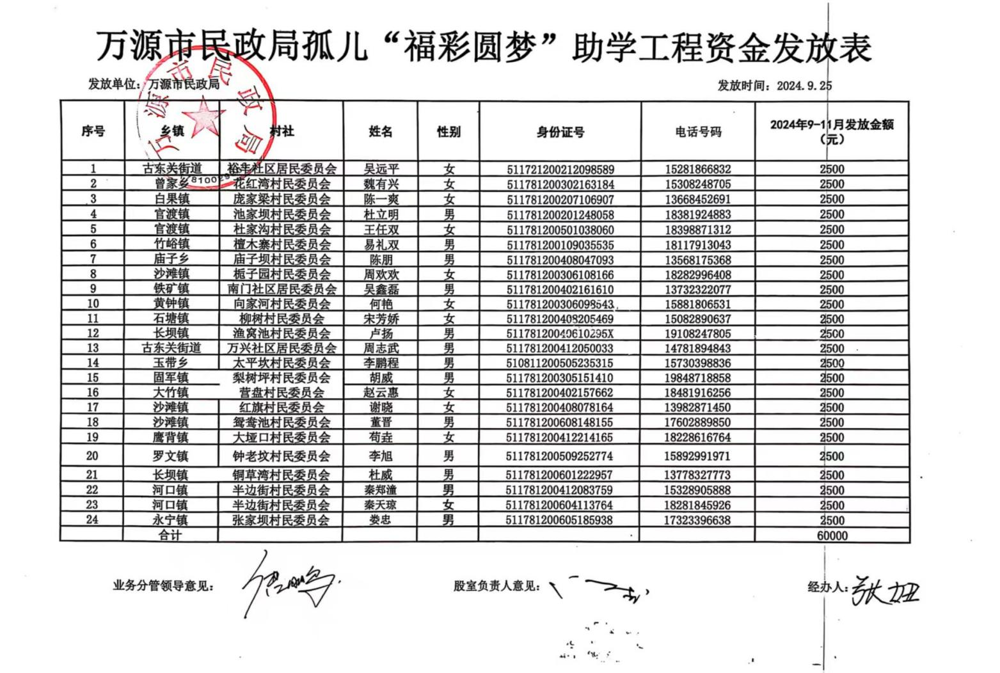 万源市民政局孤儿“福彩圆梦”助学工程资金发放表
发放单位：万源市民政局 发放时间：2024.9.25
序号 乡镇 村社 姓名 性别 身份证号 电话号码 2024年9-11月发放金额（元）
1 古东关街道 裕丰社区居民委员会 吴远平 女 511721200212098589 15281866832 2500
2 曾家乡 花红湾村民委员会 魏有兴 女 511781200302163184 15308248705 2500
3 白果镇 庞家梁村民委员会 陈一爽 女 511781200207106907 13668452691 2500
4 官渡镇 池家坝村民委员会 杜立明 男 511781200201248058 18381924883 2500
5 官渡镇 杜家沟村民委员会 王任双 女 511781200501038060 18398871312 2500
6 竹峪镇 檀木寨村民委员会 易礼双 男 511781200109035535 18117913043 2500
7 庙子乡 庙子坝村民委员会 陈朋 男 511781200408047093 13568175368 2500
8 沙滩镇 栀子园村民委员会 周欢欢 女 511781200306108166 18282996408 2500
9 铁矿镇 南门社区居民委员会 吴鑫磊 男 511781200402161610 13732322077 2500
10 黄钟镇 向家河村民委员会 何艳 女 511781200306098543 15881806531 2500
11 石塘镇 柳树村民委员会 宋芳娇 女 511781200408205469 15082890637 2500
12 长坝镇 渔窝池村民委员会 卢扬 男 51178120040610295X 19108247805 2500
13 古东关街道 万兴社区居民委员会 周志武 男 511781200412050033 14781894843 2500
14 玉带乡 太平坎村民委员会 李鹏程 男 510811200505235315 15730398836 2500
15 固军镇 梨树坪村民委员会 胡威 男 511781200305151410 19848718858 2500
16 大竹镇 营盘村民委员会 赵云惠 女 511781200402157662 18481916256 2500
17 沙滩镇 红旗村民委员会 谢晓 女 511781200408078164 13982871450 2500
18 沙滩镇 鸳鸯池村民委员会 董晋 男 511781200608148155 17602889850 2500
19 鹰背镇 大垭口村民委员会 苟垚 女 511781200412214165 18228616764 2500
20 罗文镇 钟老坟村民委员会 李旭 男 511781200509252774 15892991971 2500
21 长坝镇 铜草湾村民委员会 杜威 男 511781200601222957 13778327773 2500
22 河口镇 半边街村民委员会 秦郑潼 男 511781200412083759 15328905888 2500
23 河口镇 半边街村民委员会 秦天琼 女 511781200604113764 18281845926 2500
24 永宁镇 张家坝村民委员会 娄忠 男 511781200605185938 17323396638 2500
合计 60000
业务分管领导意见： 股室负责人意见： 经办人：张妞
万源市民政局